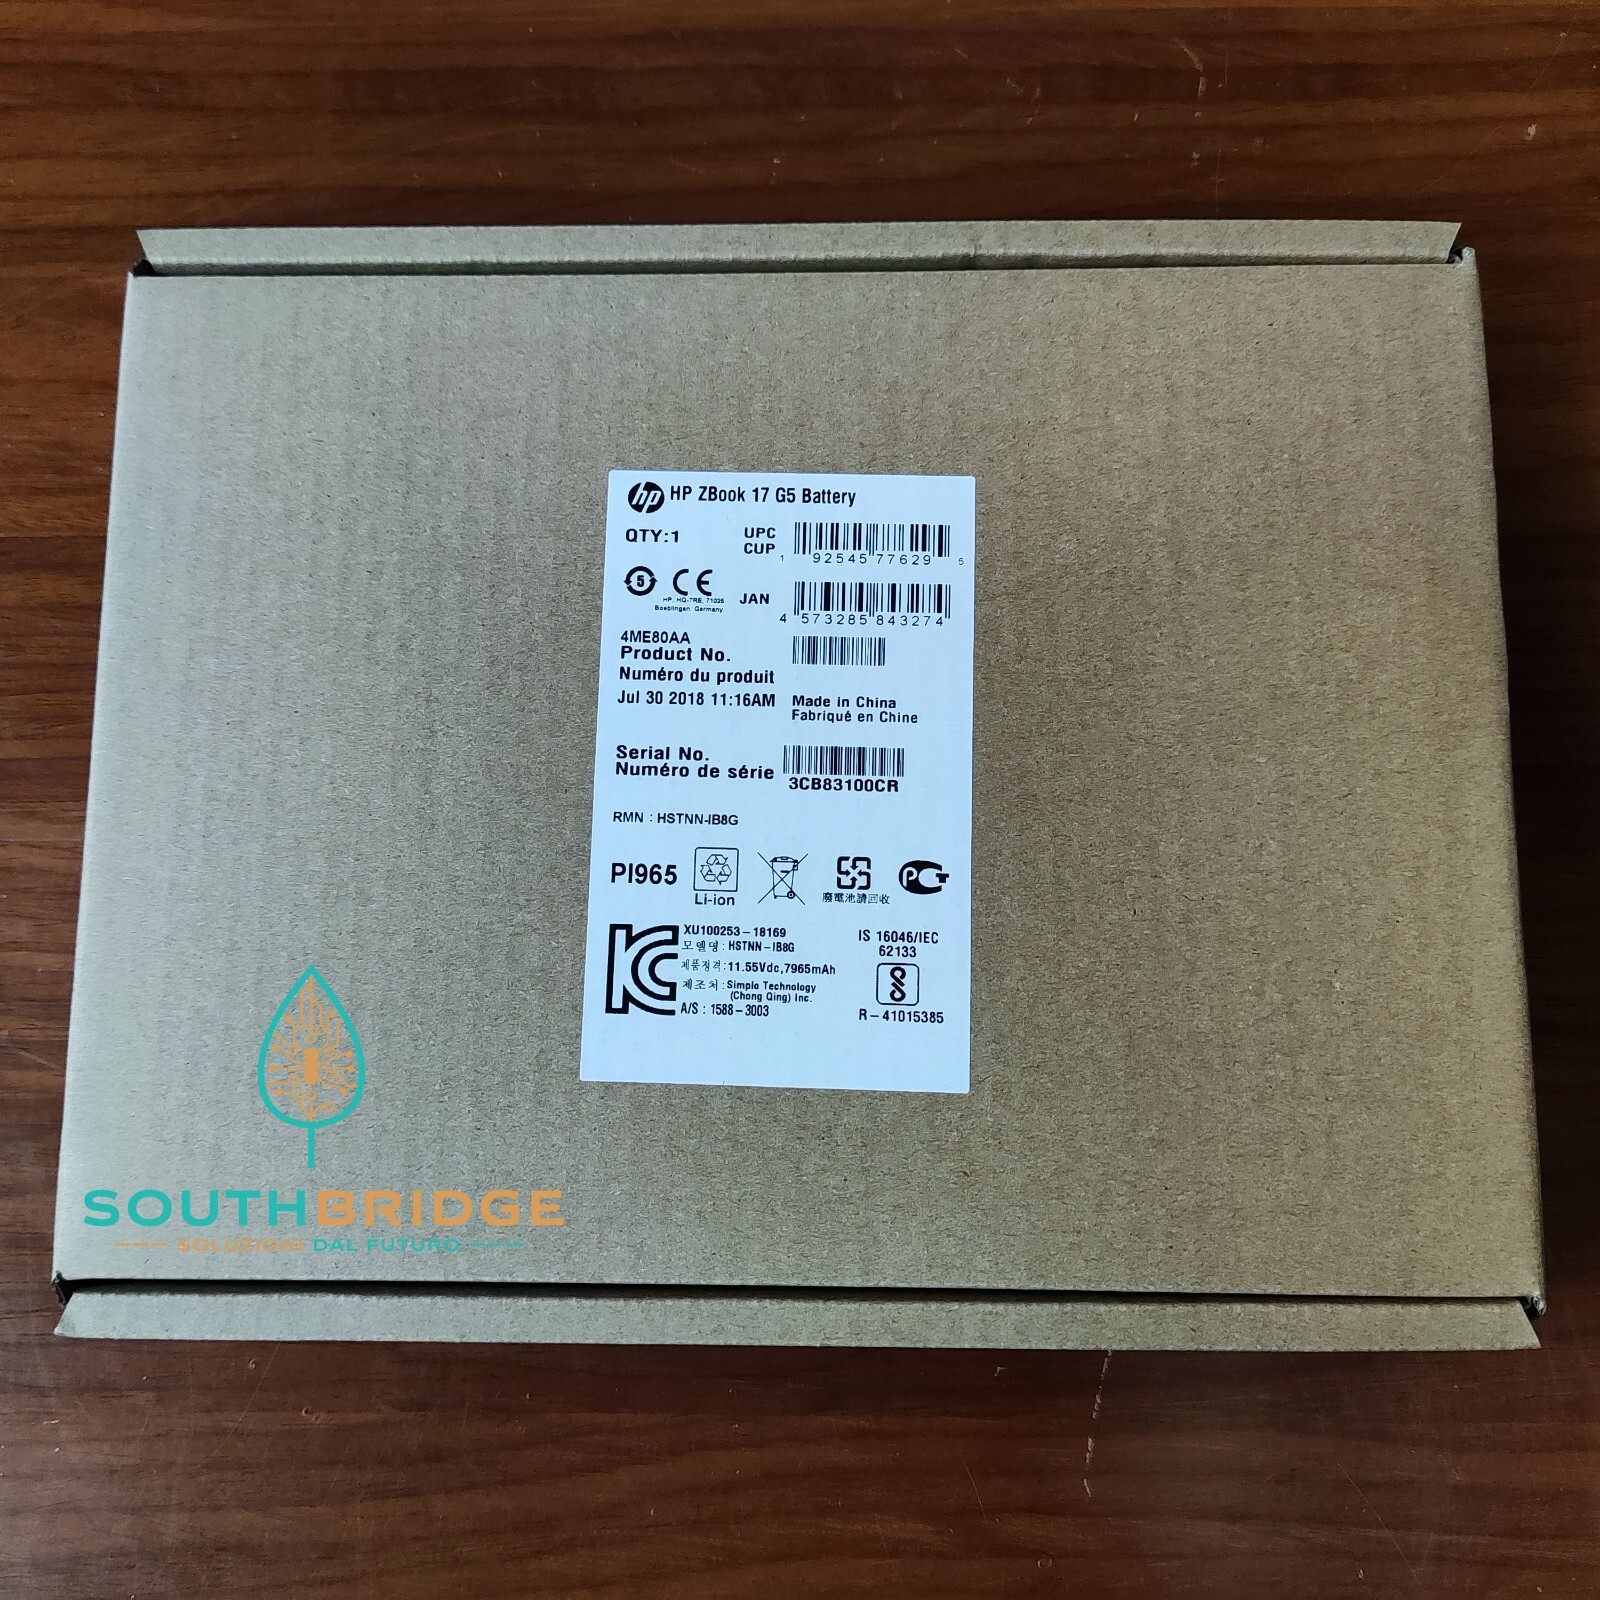 hp HP ZBook 17 G5 Battery
QTY:1
UPC
CUP
1 92545 77629 5
5 CE
HP, HQ-TRE, 71025
Boeblingen Germany
JAN
4 573285 843274
4ME80AA
Product No.
Numéro du produit
Jul 30 2018 11:16AM
Made in China
Fabriqué en Chine
Serial No.
Numéro de série
3CB83100CR
RMN : HSTNN-IB8G
PI965
Li-ion
廢電池請回收
PCT
XU100253-18169
모델명 : HSTNN-IB8G
제품정격 : 11.55Vdc,7965mAh
제조처 : Simplo Technology
(Chong Qing) Inc.
A/S : 1588-3003
IS 16046/IEC
62133
R-41015385
SOUTHBRIDGE
SOLUZIONI DAL FUTURO